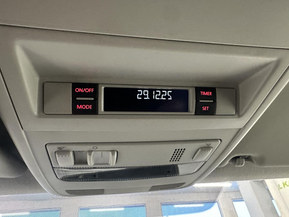 ON/OFF
29.12.25
TIMER
MODE
SET